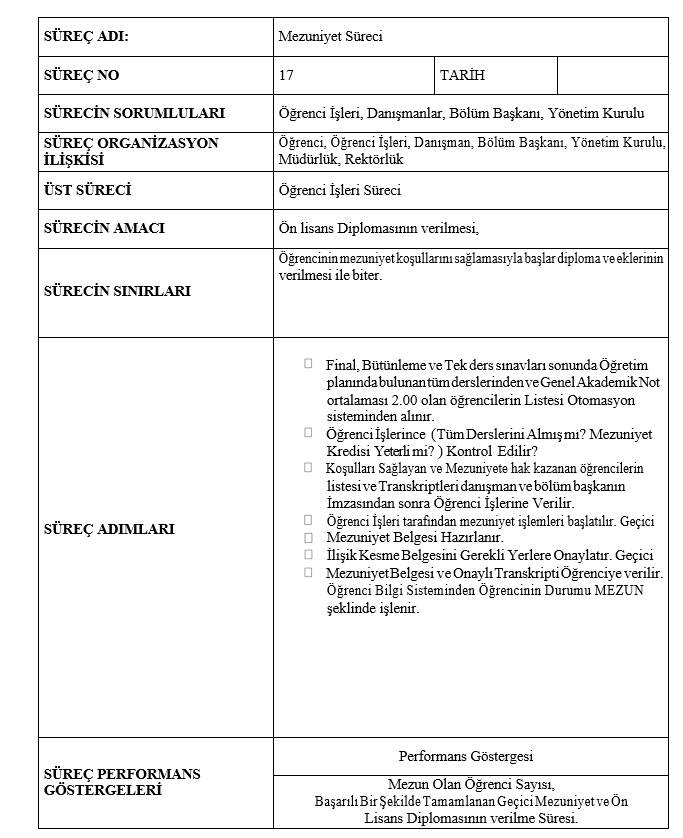 SÜREÇ ADI: Mezuniyet Süreci
SÜREÇ NO 17 TARİH
SÜRECİN SORUMLULARI Öğrenci İşleri, Danışmanlar, Bölüm Başkanı, Yönetim Kurulu
SÜREÇ ORGANİZASYON İLİŞKİSİ
Öğrenci, Öğrenci İşleri, Danışman, Bölüm Başkanı, Yönetim Kurulu,
Müdürlük, Rektörlük
ÜST SÜRECİ Öğrenci İşleri Süreci
SÜRECİN AMACI Ön lisans Diplomasının verilmesi,
SÜRECİN SINIRLARI
Öğrencinin mezuniyet koşullarını sağlamasıyla başlar diploma ve eklerinin
verilmesi ile biter.
SÜREÇ ADIMLARI
Final, Bütünleme ve Tek ders sınavları sonunda Öğretim
planında bulunan tüm derslerinden ve Genel Akademik Not
ortalaması 2.00 olan öğrencilerin Listesi Otomasyon
sisteminden alınır.
Öğrenci İşlerince (Tüm Derslerini Almış mı? Mezuniyet
Kredisi Yeterli mi? ) Kontrol Edilir?
Koşulları Sağlayan ve Mezuniyete hak kazanan öğrencilerin
listesi ve Transkriptleri danışman ve bölüm başkanın
İmzasından sonra Öğrenci İşlerine Verilir.
Öğrenci İşleri tarafından mezuniyet işlemleri başlatılır. Geçici
Mezuniyet Belgesi Hazırlanır.
İlişik Kesme Belgesini Gerekli Yerlere Onaylatır. Geçici
Mezuniyet Belgesi ve Onaylı Transkripti Öğrenciye verilir.
Öğrenci Bilgi Sisteminden Öğrencinin Durumu MEZUN
şeklinde işlenir.
SÜREÇ PERFORMANS
GÖSTERGELERİ
Performans Göstergesi
Mezun Olan Öğrenci Sayısı,
Başarılı Bir Şekilde Tamamlanan Geçici Mezuniyet ve Ön
Lisans Diplomasının verilme Süresi.